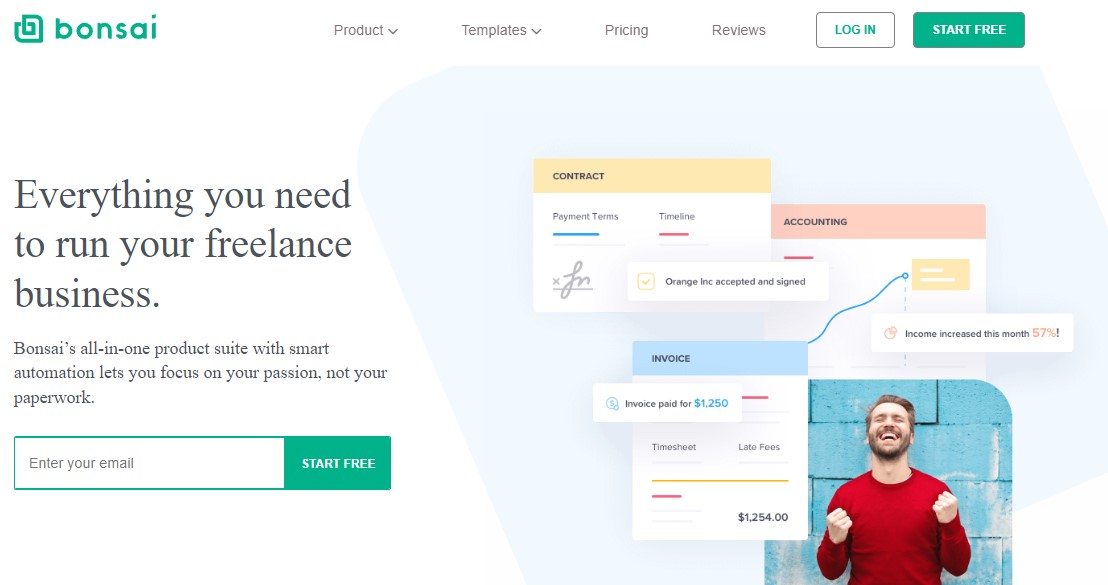 bonsai
Product
Templates
Pricing
Reviews
LOG IN
START FREE
Everything you need
to run your freelance
business.
Bonsai’s all-in-one product suite with smart
automation lets you focus on your passion, not your
paperwork.
Enter your email
START FREE
CONTRACT
Payment Terms
Timeline
Orange Inc accepted and signed
ACCOUNTING
Income increased this month 57%!
INVOICE
Invoice paid for $1,250
Timesheet
Late Fees
$1,254.00